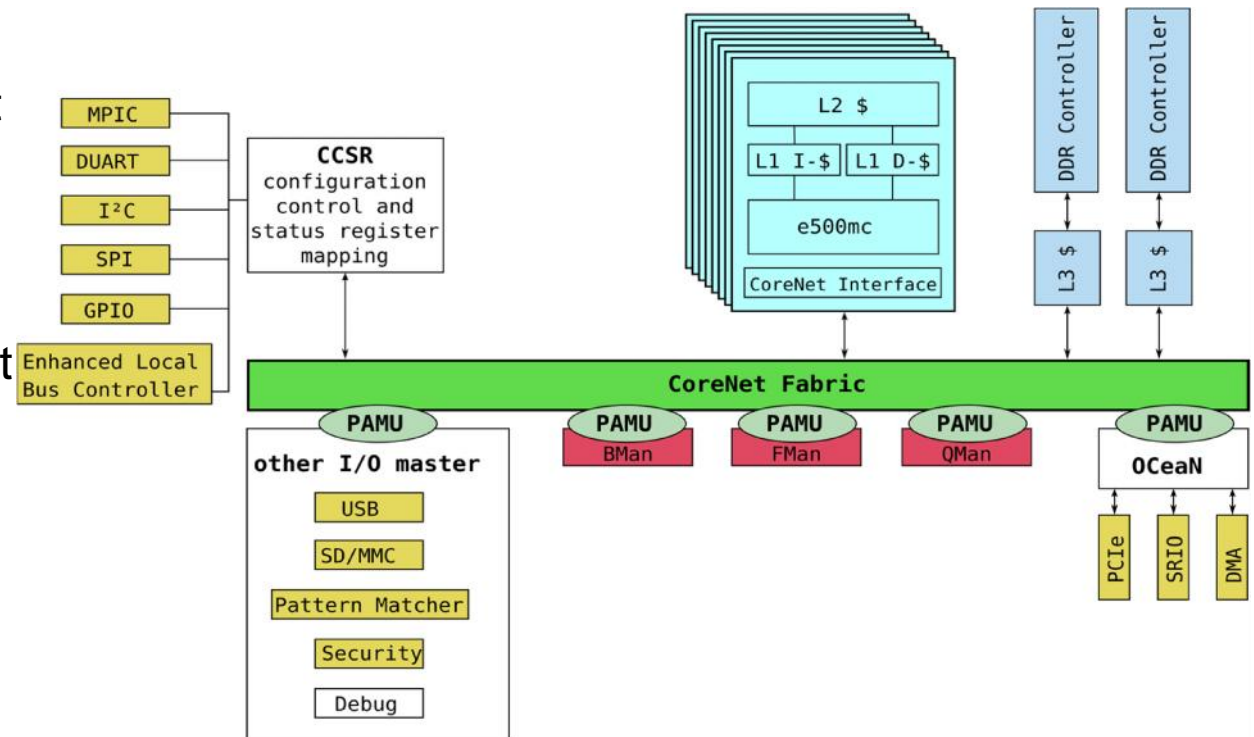 t
MPIC
DUART
I²C
SPI
GPIO
t
Enhanced Local
Bus Controller
CCSR
configuration
control and
status register
mapping
L2 $
L1 I-$
L1 D-$
e500mc
CoreNet Interface
DDR Controller
DDR Controller
L3 $
L3 $
CoreNet Fabric
PAMU
other I/O master
USB
SD/MMC
Pattern Matcher
Security
Debug
PAMU
BMan
PAMU
FMan
PAMU
QMan
PAMU
OCeaN
PCIe
SRIO
DMA